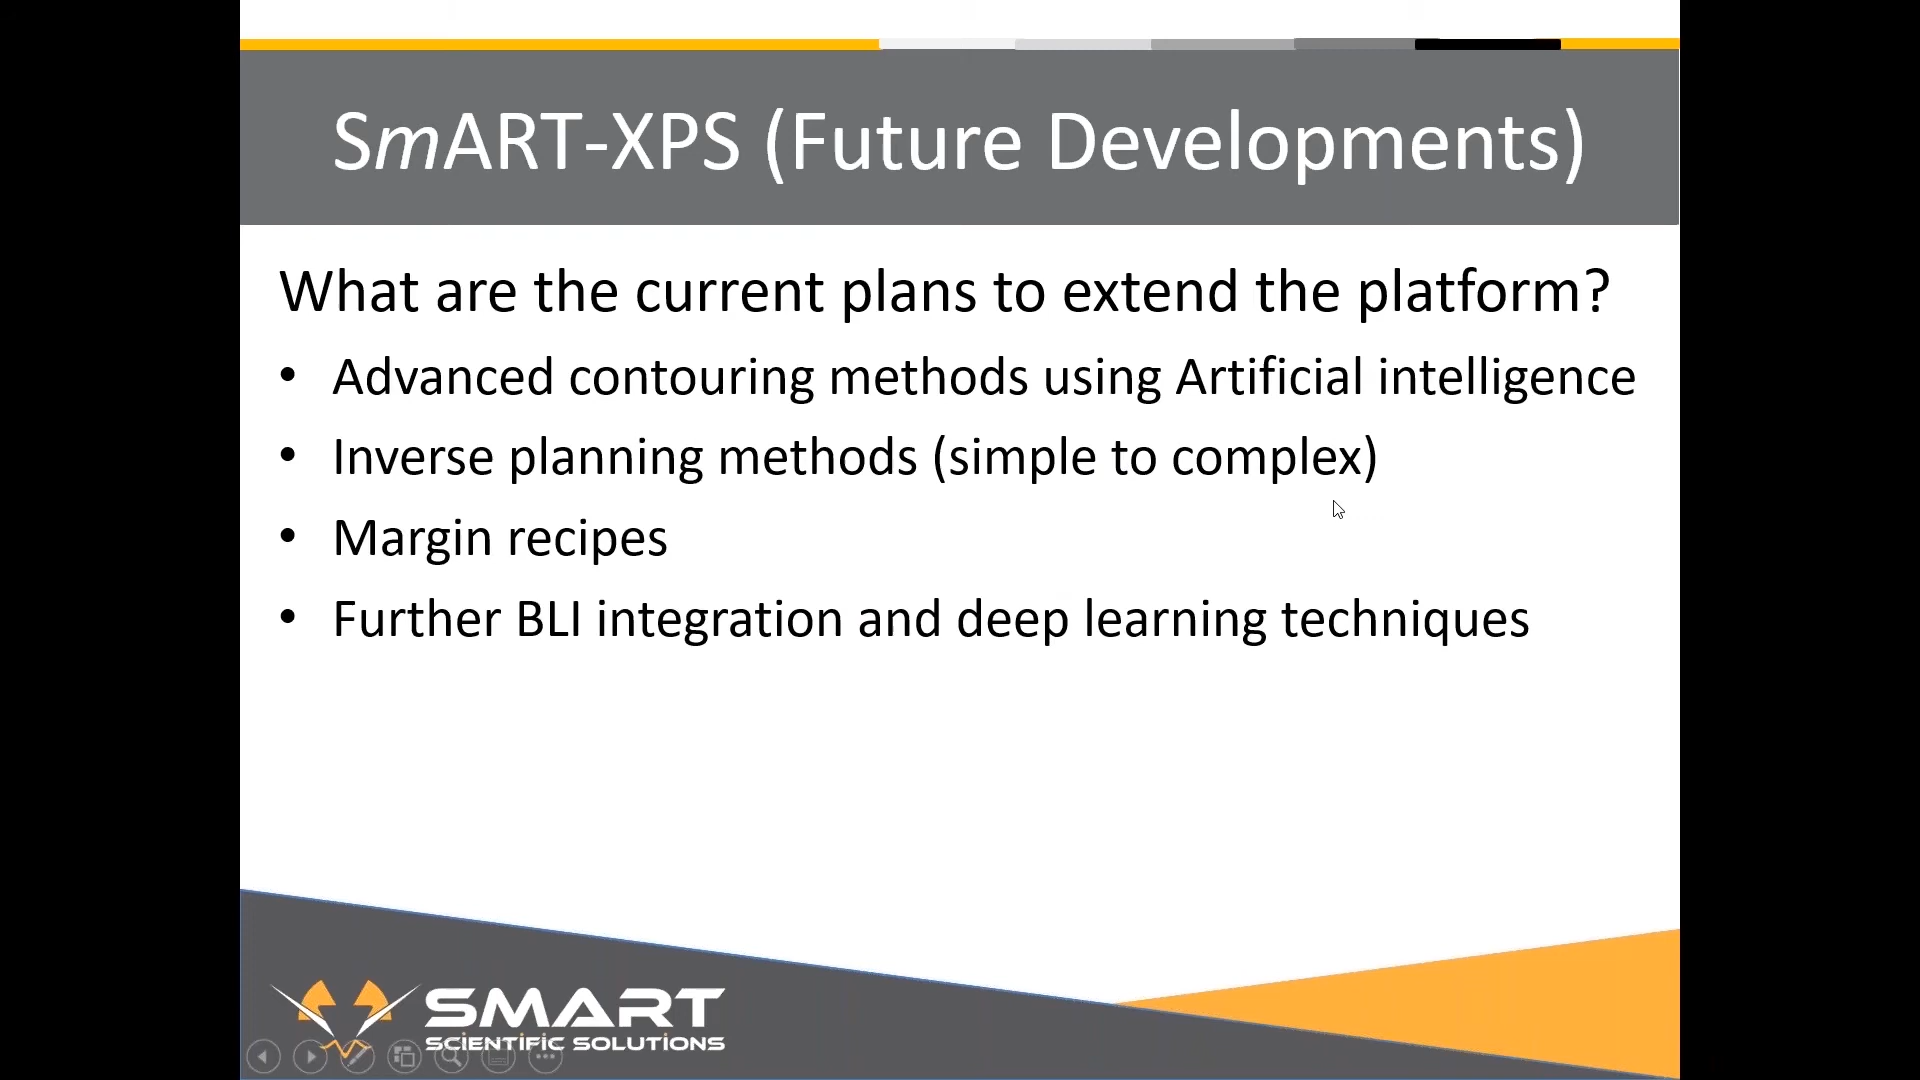 SmART-XPS (Future Developments)
What are the current plans to extend the platform?
• Advanced contouring methods using Artificial intelligence
• Inverse planning methods (simple to complex)
• Margin recipes
• Further BLI integration and deep learning techniques
SMART
SCIENTIFIC SOLUTIONS